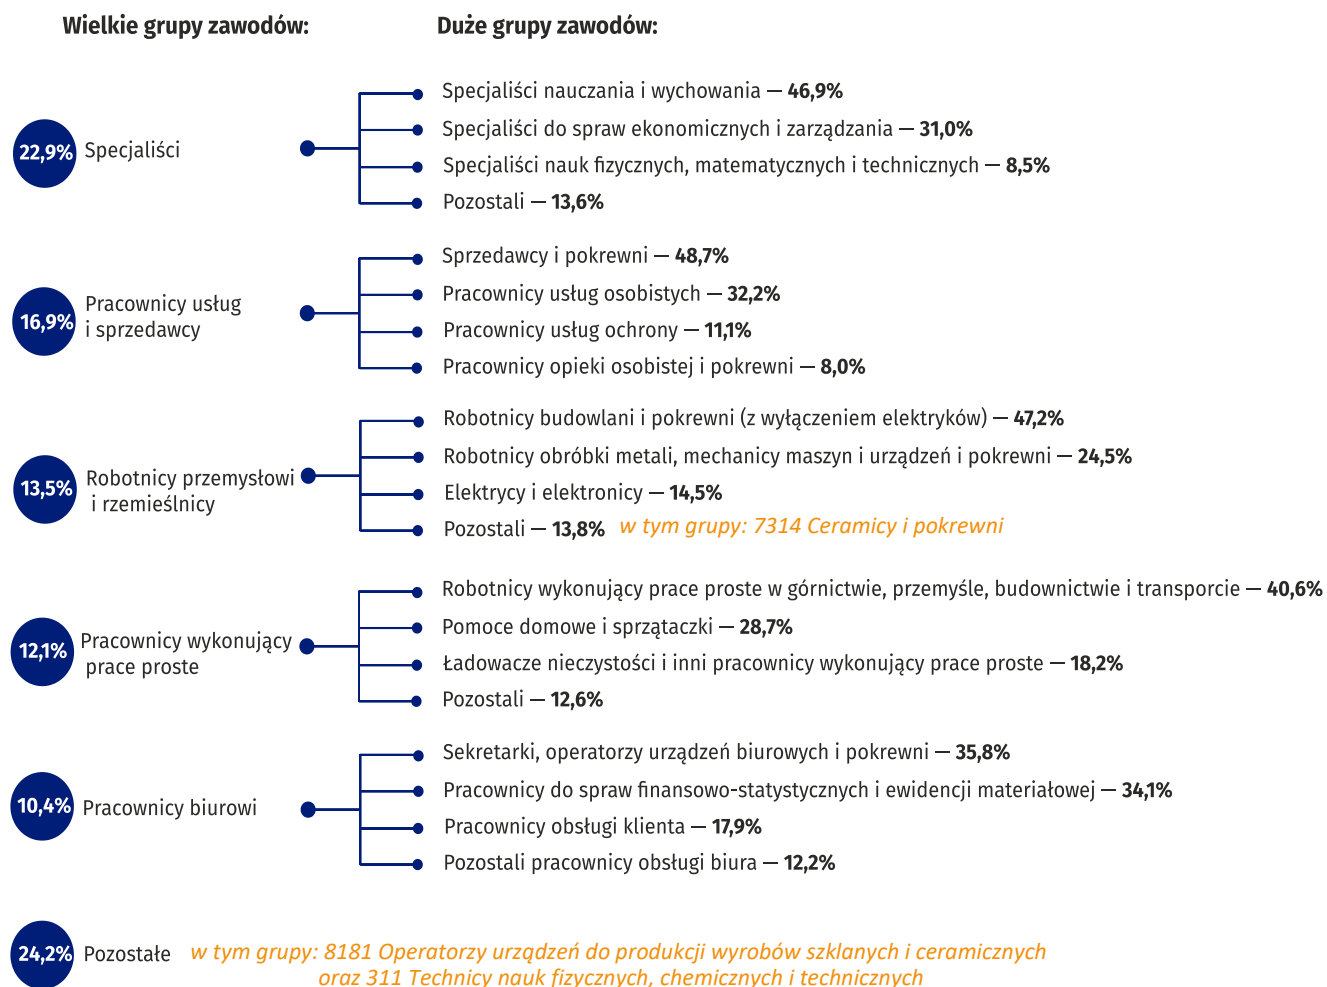 Wielkie grupy zawodów:
Duże grupy zawodów:
22,9%
Specjaliści
Specjaliści nauczania i wychowania — 46,9%
Specjaliści do spraw ekonomicznych i zarządzania — 31,0%
Specjaliści nauk fizycznych, matematycznych i technicznych — 8,5%
Pozostali — 13,6%
16,9%
Pracownicy usług
i sprzedawcy
Sprzedawcy i pokrewni — 48,7%
Pracownicy usług osobistych — 32,2%
Pracownicy usług ochrony — 11,1%
Pracownicy opieki osobistej i pokrewni — 8,0%
13,5%
Robotnicy przemysłowi
i rzemieślnicy
Robotnicy budowlani i pokrewni (z wyłączeniem elektryków) — 47,2%
Robotnicy obróbki metali, mechanicy maszyn i urządzeń i pokrewni — 24,5%
Elektrycy i elektronicy — 14,5%
Pozostali — 13,8% w tym grupy: 7314 Ceramicy i pokrewni
12,1%
Pracownicy wykonujący
prace proste
Robotnicy wykonujący prace proste w górnictwie, przemyśle, budownictwie i transporcie — 40,6%
Pomoce domowe i sprzątaczki — 28,7%
Ładowacze nieczystości i inni pracownicy wykonujący prace proste — 18,2%
Pozostali — 12,6%
10,4%
Pracownicy biurowi
Sekretarki, operatorzy urządzeń biurowych i pokrewni — 35,8%
Pracownicy do spraw finansowo-statystycznych i ewidencji materiałowej — 34,1%
Pracownicy obsługi klienta — 17,9%
Pozostali pracownicy obsługi biura — 12,2%
24,2%
Pozostałe w tym grupy: 8181 Operatorzy urządzeń do produkcji wyrobów szklanych i ceramicznych
oraz 311 Technicy nauk fizycznych, chemicznych i technicznych